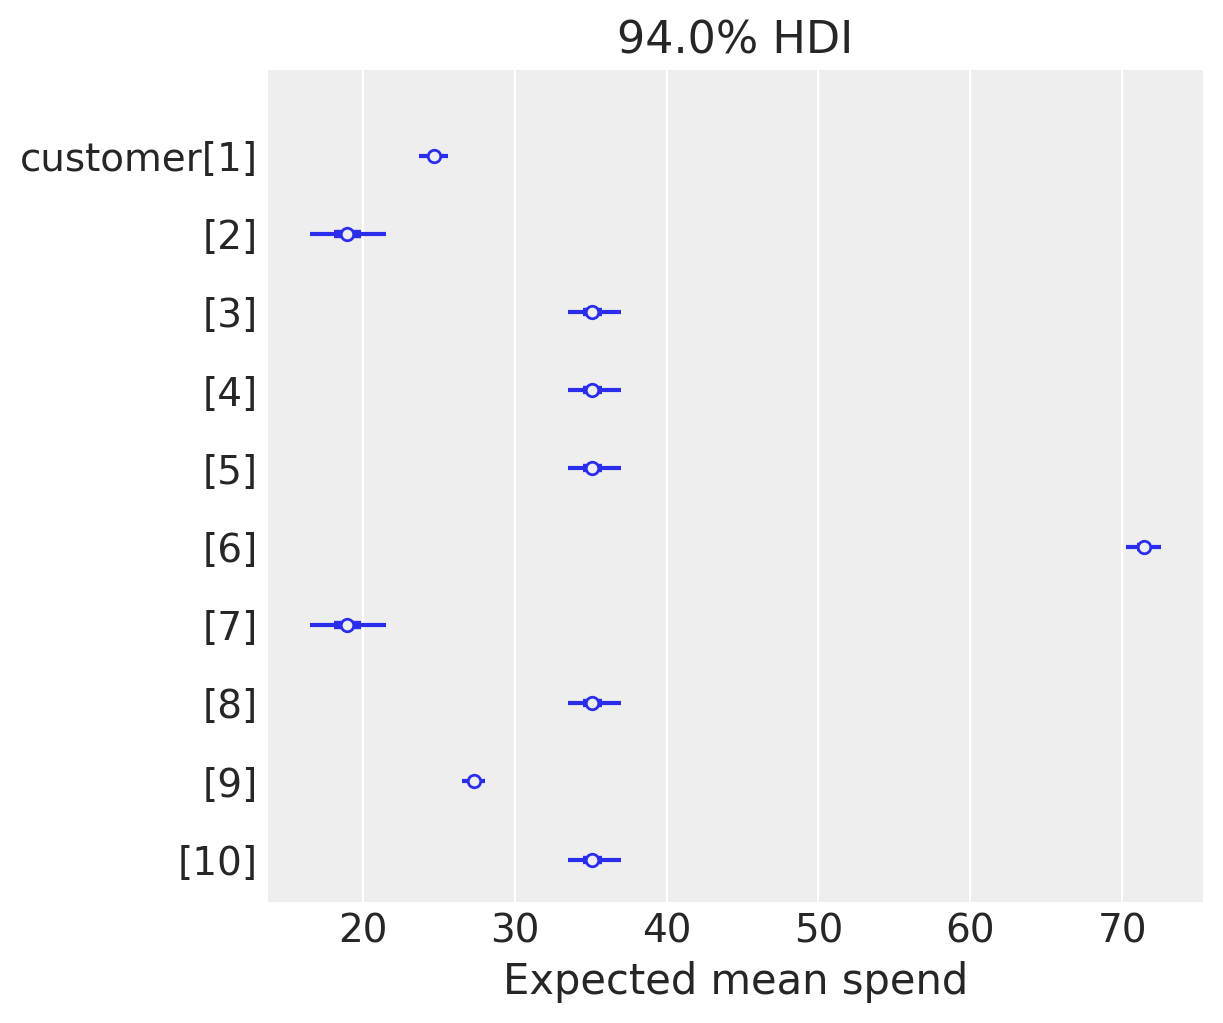 94.0% HDI
customer[1]
[2]
[3]
[4]
[5]
[6]
[7]
[8]
[9]
[10]
20 30 40 50 60 70
Expected mean spend